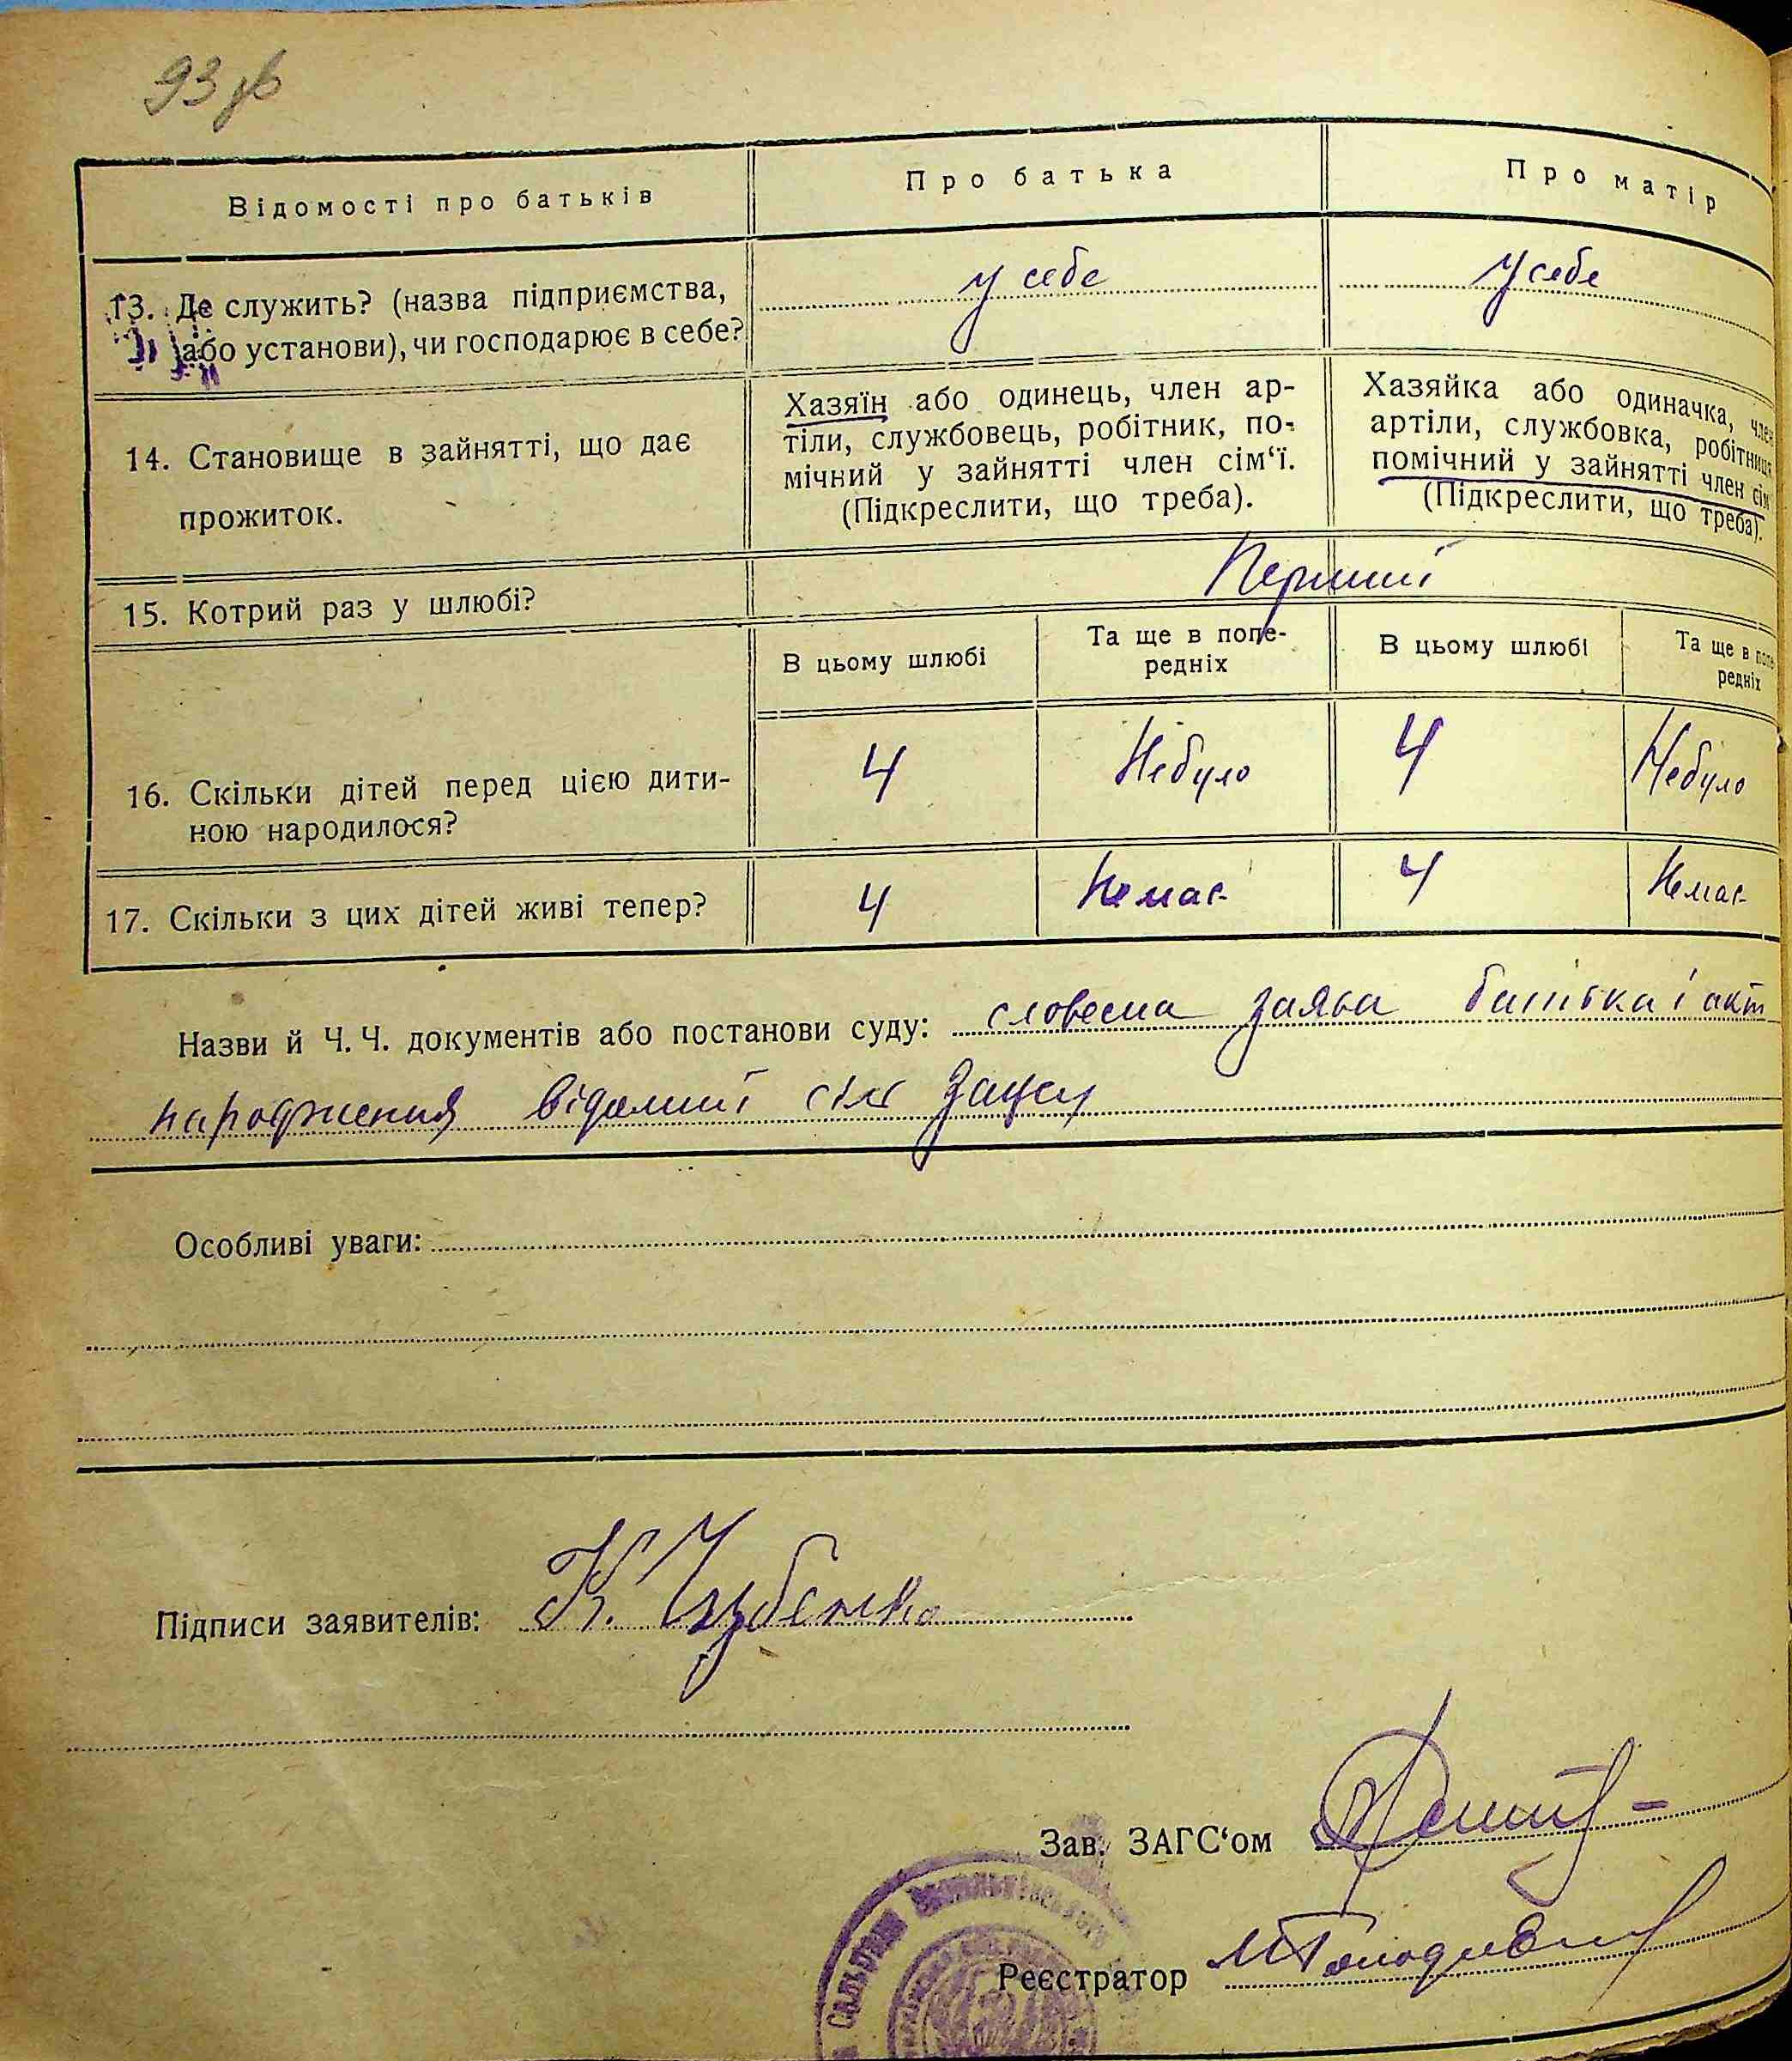 93 зв
Відомості про батьків
Про батька
Про матір
13. Де служить? (назва підприємства,
або установи), чи господарює в себе?
у себе
У себе
14. Становище в зайнятті, що дає
прожиток.
Хазяїн або одинець, член ар-
тіли, службовець, робітник, по-
мічний у зайнятті член сім‘ї.
(Підкреслити, що треба).
Хазяйка або одиначка, член
артіли, службовка, робітниця
помічний у зайнятті член сім
(Підкреслити, що треба).
15. Котрий раз у шлюбі?
Перший
В цьому шлюбі
Та ще в попе-
редніх
В цьому шлюбі
Та ще в попе-
редніх
16. Скільки дітей перед цією дити-
ною народилося?
4
Небуло
4
Небуло
17. Скільки з цих дітей живі тепер?
4
Немає
4
Немає
Назви й Ч. Ч. документів або постанови суду: словесна заява батька і акт
народження
Особливі уваги:
Підписи заявителів: К. Чубенко
Зав. ЗАГС‘ом
Реєстратор